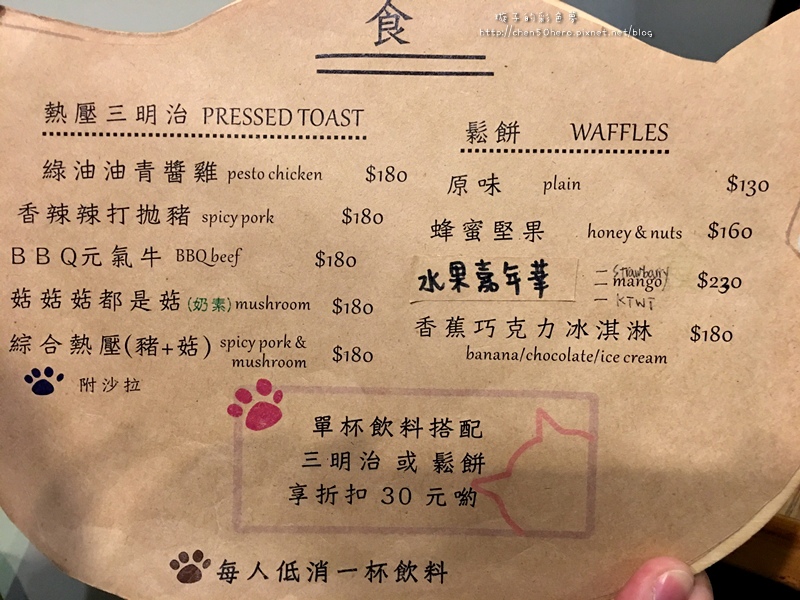 食
http://chen50hero.pixnet.net/blog
熱壓三明治 PRESSED TOAST
綠油油青醬雞 pesto chicken $180
香辣辣打拋豬 spicy pork $180
BBQ元氣牛 BBQ beef $180
菇菇菇都是菇(奶素) mushroom $180
綜合熱壓(豬+菇) spicy pork & mushroom $180
附沙拉
鬆餅 WAFFLES
原味 plain $130
蜂蜜堅果 honey & nuts $160
水果嘉年華 strawbarry mango kiwi $230
香蕉巧克力冰淇淋 $180
banana/chocolate/ice cream
單杯飲料搭配
三明治 或 鬆餅
享折扣 30 元喲
每人低消一杯飲料